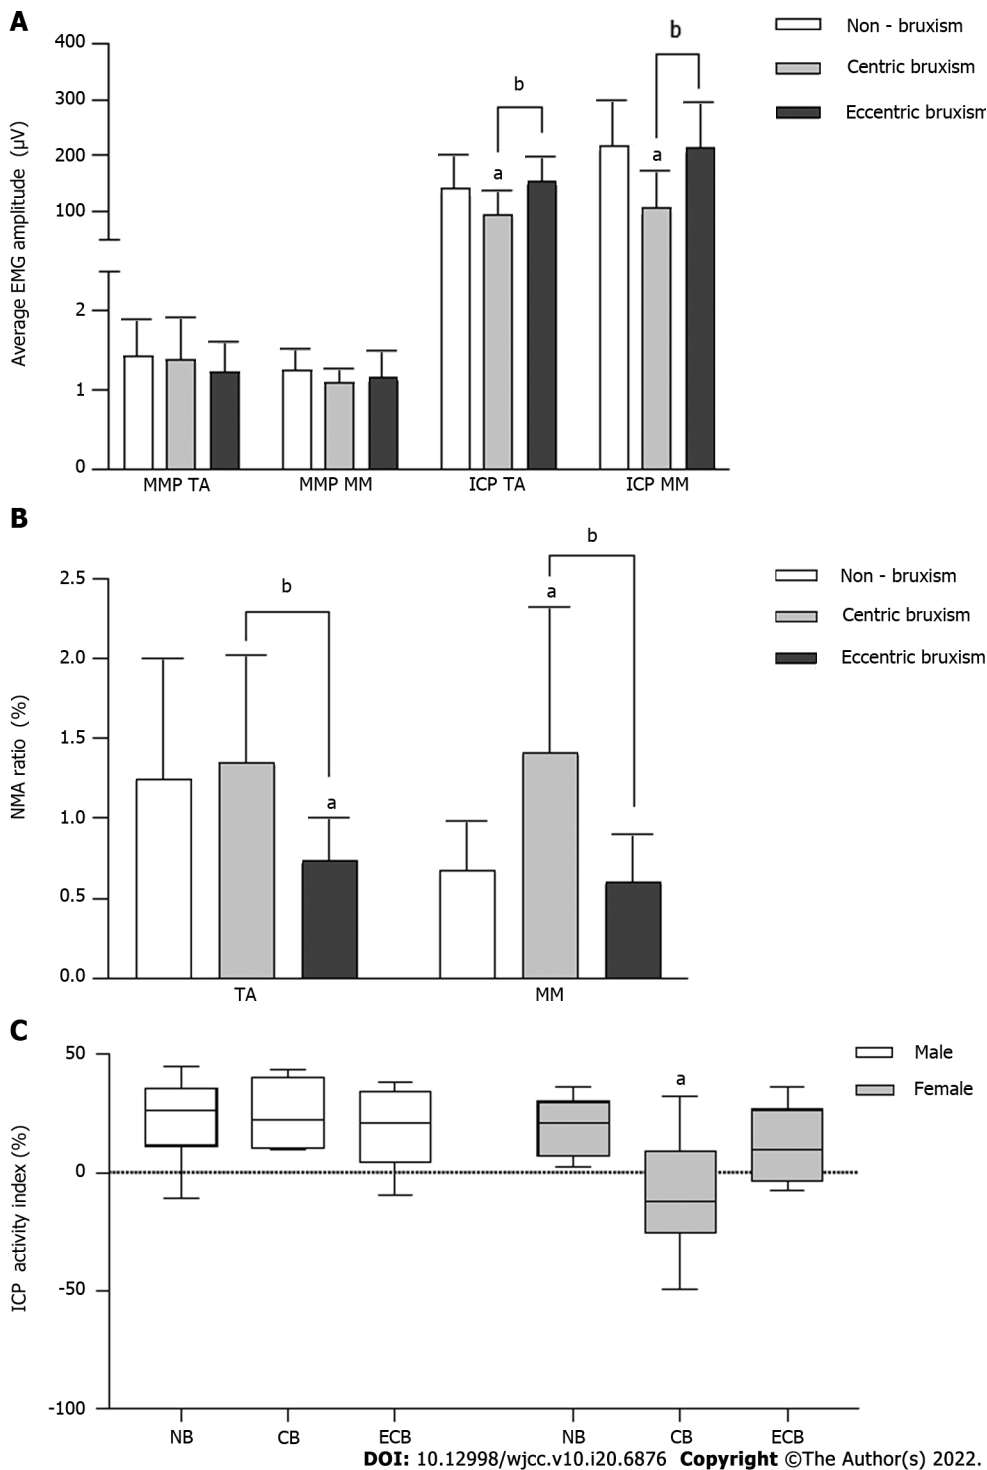 A
Average EMG amplitude (μV)
400
300
200
100
2
1
0
a
b
a
b
MMP TA
MMP MM
ICP TA
ICP MM
Non - bruxism
Centric bruxism
Eccentric bruxism
B
NMA ratio (%)
2.5
2.0
1.5
1.0
0.5
0.0
b
a
b
a
TA
MM
Non - bruxism
Centric bruxism
Eccentric bruxism
C
ICP activity index (%)
50
0
-50
-100
a
NB
CB
ECB
NB
CB
ECB
Male
Female
DOI: 10.12998/wjcc.v10.i20.6876 Copyright ©The Author(s) 2022.